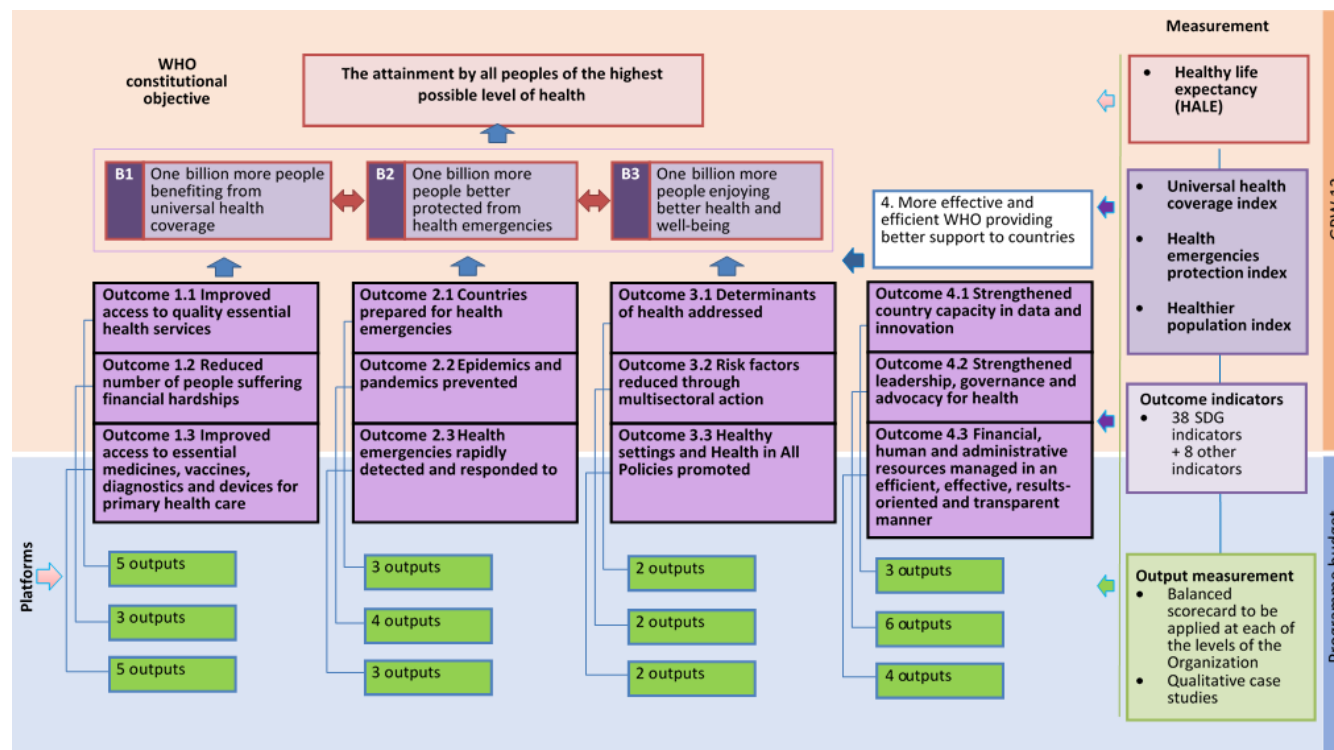 Measurement
WHO
constitutional
objective
The attainment by all peoples of the highest
possible level of health
• Healthy life
expectancy
(HALE)
B1 One billion more people
benefiting from
universal health
coverage
B2 One billion more
people better
protected from
health emergencies
B3 One billion more
people enjoying
better health and
well-being
4. More effective and
efficient WHO providing
better support to countries
• Universal health
coverage index
• Health
emergencies
protection index
• Healthier
population index
Outcome 1.1 Improved
access to quality essential
health services
Outcome 1.2 Reduced
number of people suffering
financial hardships
Outcome 1.3 Improved
access to essential
medicines, vaccines,
diagnostics and devices for
primary health care
Outcome 2.1 Countries
prepared for health
emergencies
Outcome 2.2 Epidemics and
pandemics prevented
Outcome 2.3 Health
emergencies rapidly
detected and responded to
Outcome 3.1 Determinants
of health addressed
Outcome 3.2 Risk factors
reduced through
multisectoral action
Outcome 3.3 Healthy
settings and Health in All
Policies promoted
Outcome 4.1 Strengthened
country capacity in data and
innovation
Outcome 4.2 Strengthened
leadership, governance and
advocacy for health
Outcome 4.3 Financial,
human and administrative
resources managed in an
efficient, effective, results-
oriented and transparent
manner
Outcome indicators
• 38 SDG
indicators
+ 8 other
indicators
Platforms
5 outputs
3 outputs
5 outputs
3 outputs
4 outputs
3 outputs
2 outputs
2 outputs
2 outputs
3 outputs
6 outputs
4 outputs
Output measurement
• Balanced
scorecard to be
applied at each of
the levels of the
Organization
• Qualitative case
studies